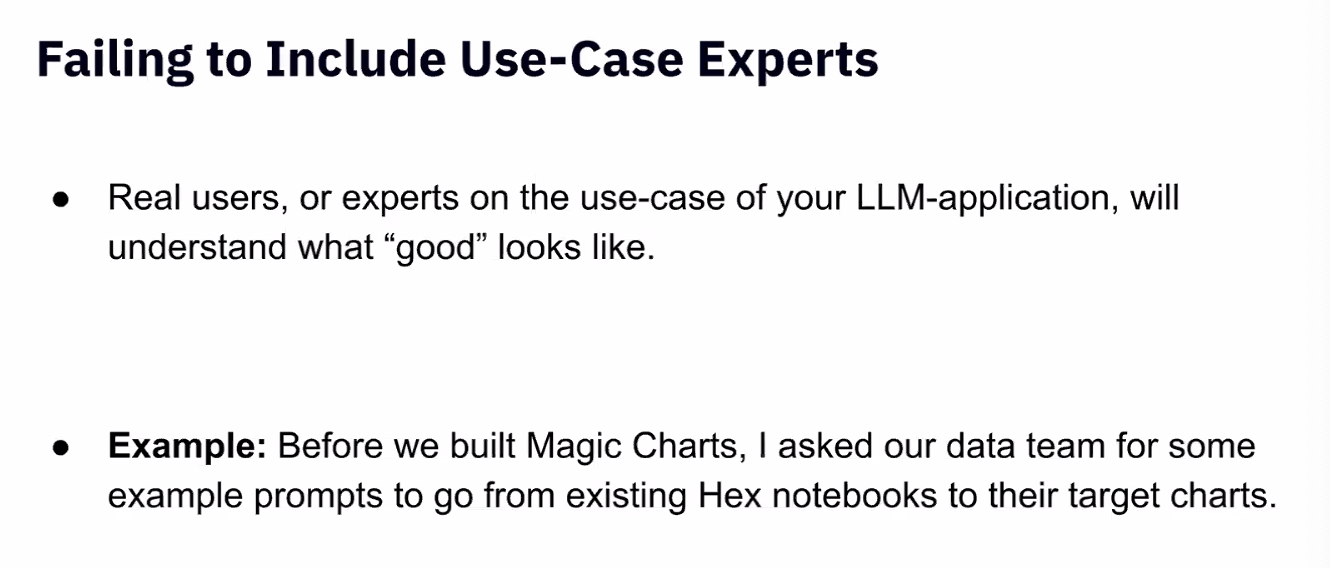 Failing to Include Use-Case Experts
● Real users, or experts on the use-case of your LLM-application, will
understand what “good” looks like.
● Example: Before we built Magic Charts, I asked our data team for some
example prompts to go from existing Hex notebooks to their target charts.